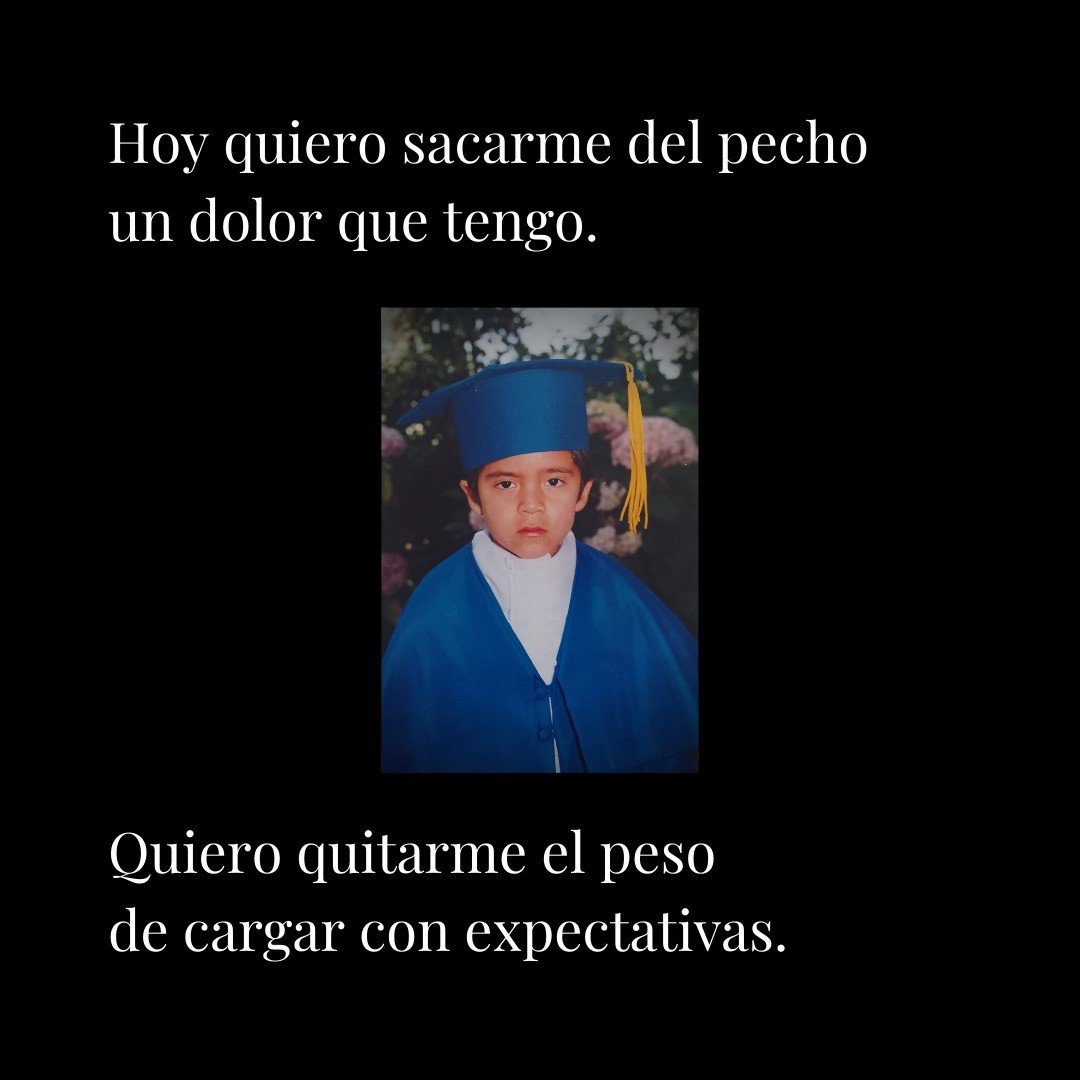 Hoy quiero sacarme del pecho
un dolor que tengo.
Quiero quitarme el peso
de cargar con expectativas.